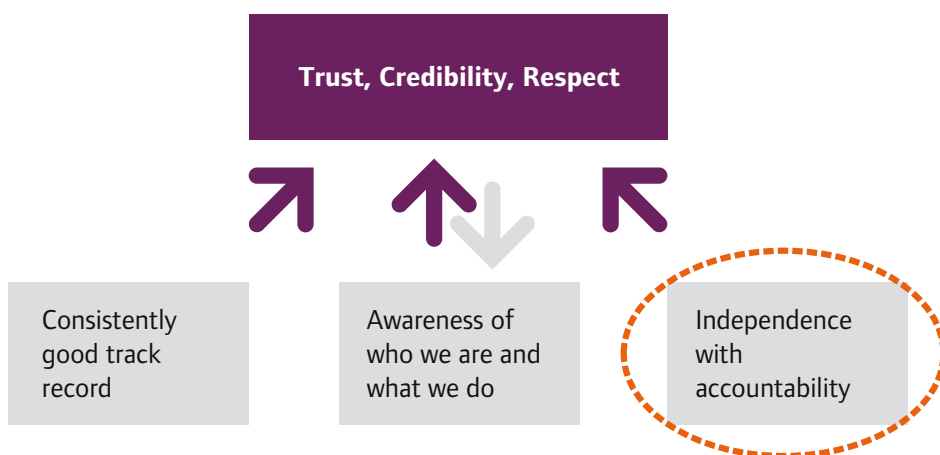 Trust, Credibility, Respect
Consistently
good track
record
Awareness of
who we are and
what we do
Independence
with
accountability